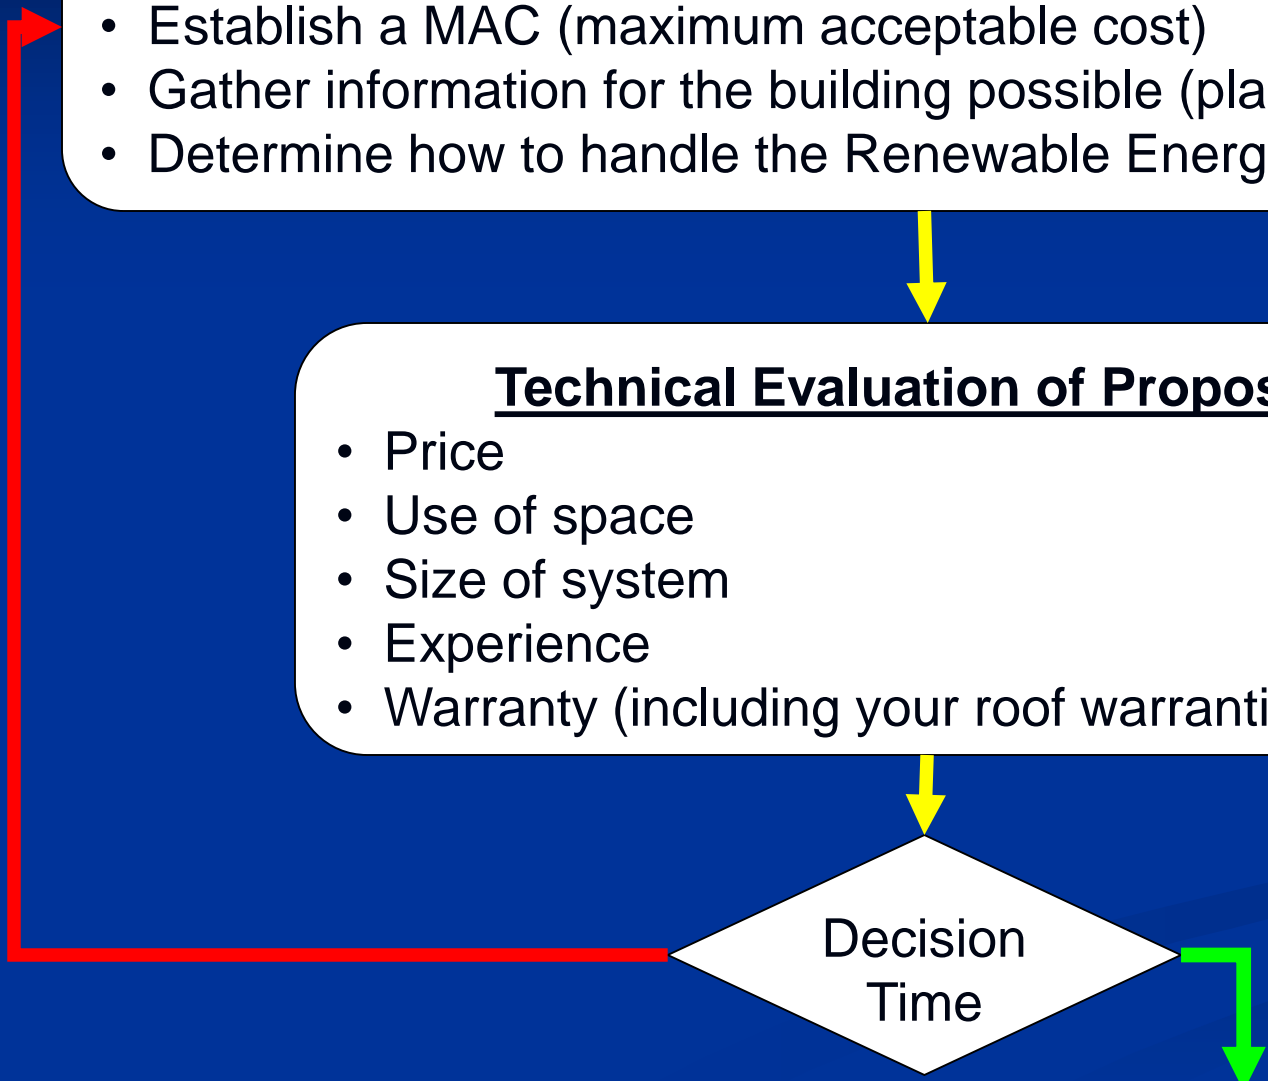 • Establish a MAC (maximum acceptable cost)
• Gather information for the building possible (pla
• Determine how to handle the Renewable Energ
Technical Evaluation of Propos
• Price
• Use of space
• Size of system
• Experience
• Warranty (including your roof warranti
Decision
Time